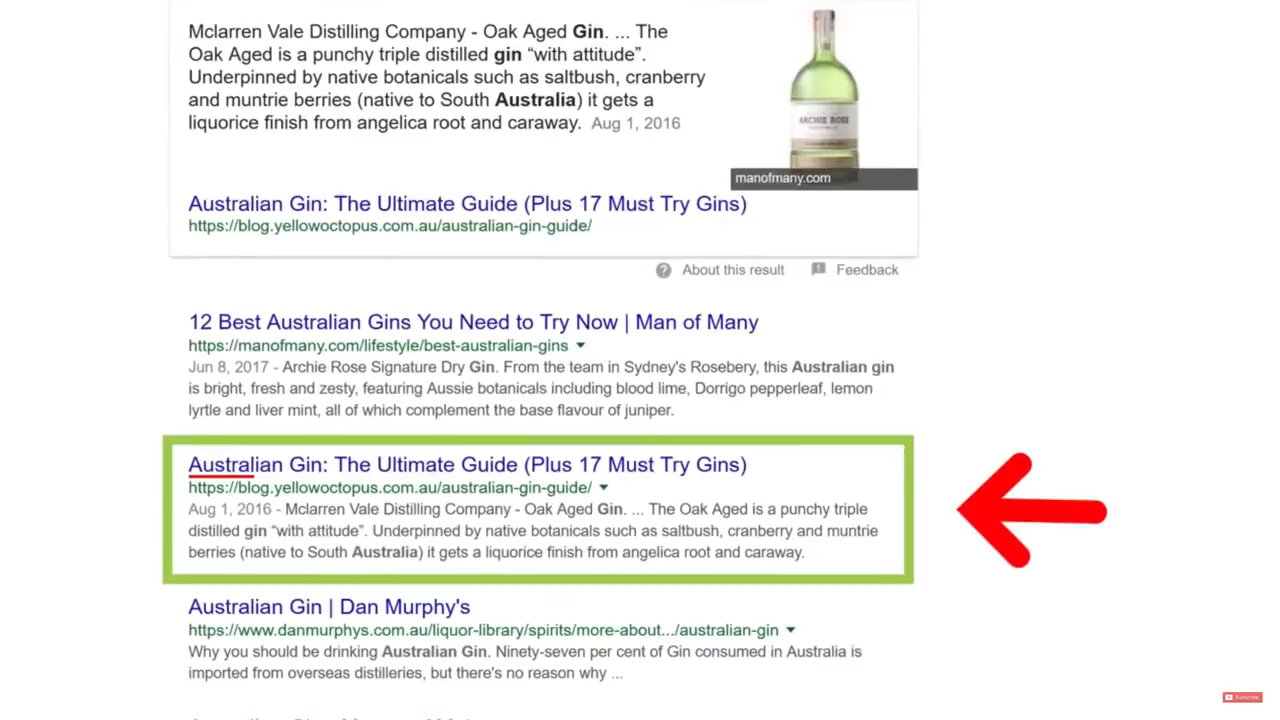 Mclarren Vale Distilling Company - Oak Aged Gin. ... The
Oak Aged is a punchy triple distilled gin “with attitude”.
Underpinned by native botanicals such as saltbush, cranberry
and muntrie berries (native to South Australia) it gets a
liquorice finish from angelica root and caraway. Aug 1, 2016
ARCHIE ROSE
manofmany.com
Australian Gin: The Ultimate Guide (Plus 17 Must Try Gins)
https://blog.yellowoctopus.com.au/australian-gin-guide/
About this result
Feedback
12 Best Australian Gins You Need to Try Now | Man of Many
https://manofmany.com/lifestyle/best-australian-gins
Jun 8, 2017 - Archie Rose Signature Dry Gin. From the team in Sydney's Rosebery, this Australian gin
is bright, fresh and zesty, featuring Aussie botanicals including blood lime, Dorrigo pepperleaf, lemon
lyrtle and liver mint, all of which complement the base flavour of juniper.
Australian Gin: The Ultimate Guide (Plus 17 Must Try Gins)
https://blog.yellowoctopus.com.au/australian-gin-guide/
Aug 1, 2016 - Mclarren Vale Distilling Company - Oak Aged Gin. ... The Oak Aged is a punchy triple
distilled gin “with attitude”. Underpinned by native botanicals such as saltbush, cranberry and muntrie
berries (native to South Australia) it gets a liquorice finish from angelica root and caraway.
Australian Gin | Dan Murphy's
https://www.danmurphys.com.au/liquor-library/spirits/more-about.../australian-gin
Why you should be drinking Australian Gin. Ninety-seven per cent of Gin consumed in Australia is
imported from overseas distilleries, but there's no reason why ...
Subscribe